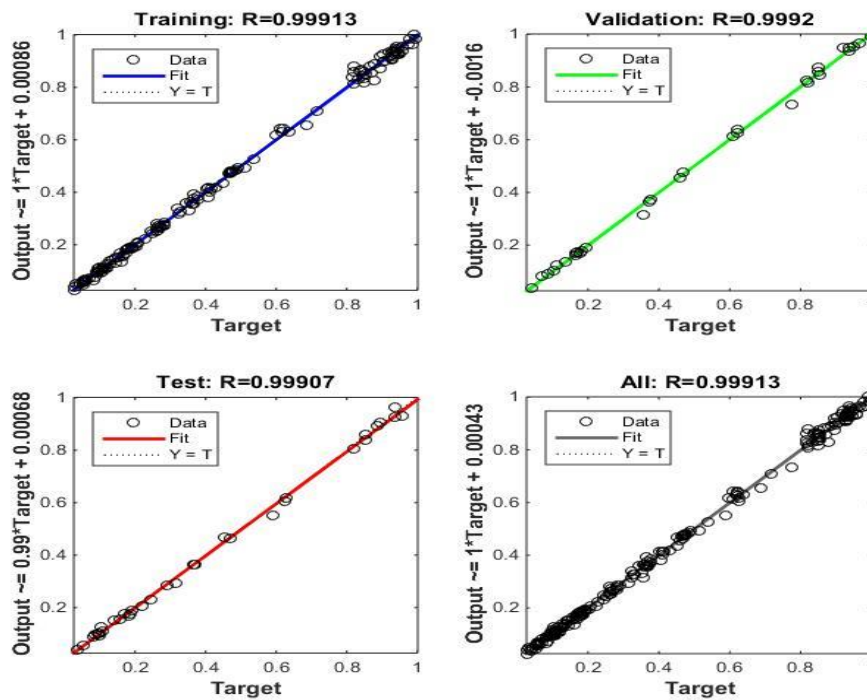 Training: R=0.99913
Output ~= 1*Target + 0.00086
Data
Fit
Y = T
1
0.8
0.6
0.4
0.2
0.2 0.4 0.6 0.8 1
Target
Validation: R=0.9992
Output ~= 1*Target + -0.0016
Data
Fit
Y = T
1
0.8
0.6
0.4
0.2
0.2 0.4 0.6 0.8
Target
Test: R=0.99907
Output ~= 0.99*Target + 0.00068
Data
Fit
Y = T
1
0.8
0.6
0.4
0.2
0.2 0.4 0.6 0.8 1
Target
All: R=0.99913
Output ~= 1*Target + 0.00043
Data
Fit
Y = T
1
0.8
0.6
0.4
0.2
0.2 0.4 0.6 0.8
Target